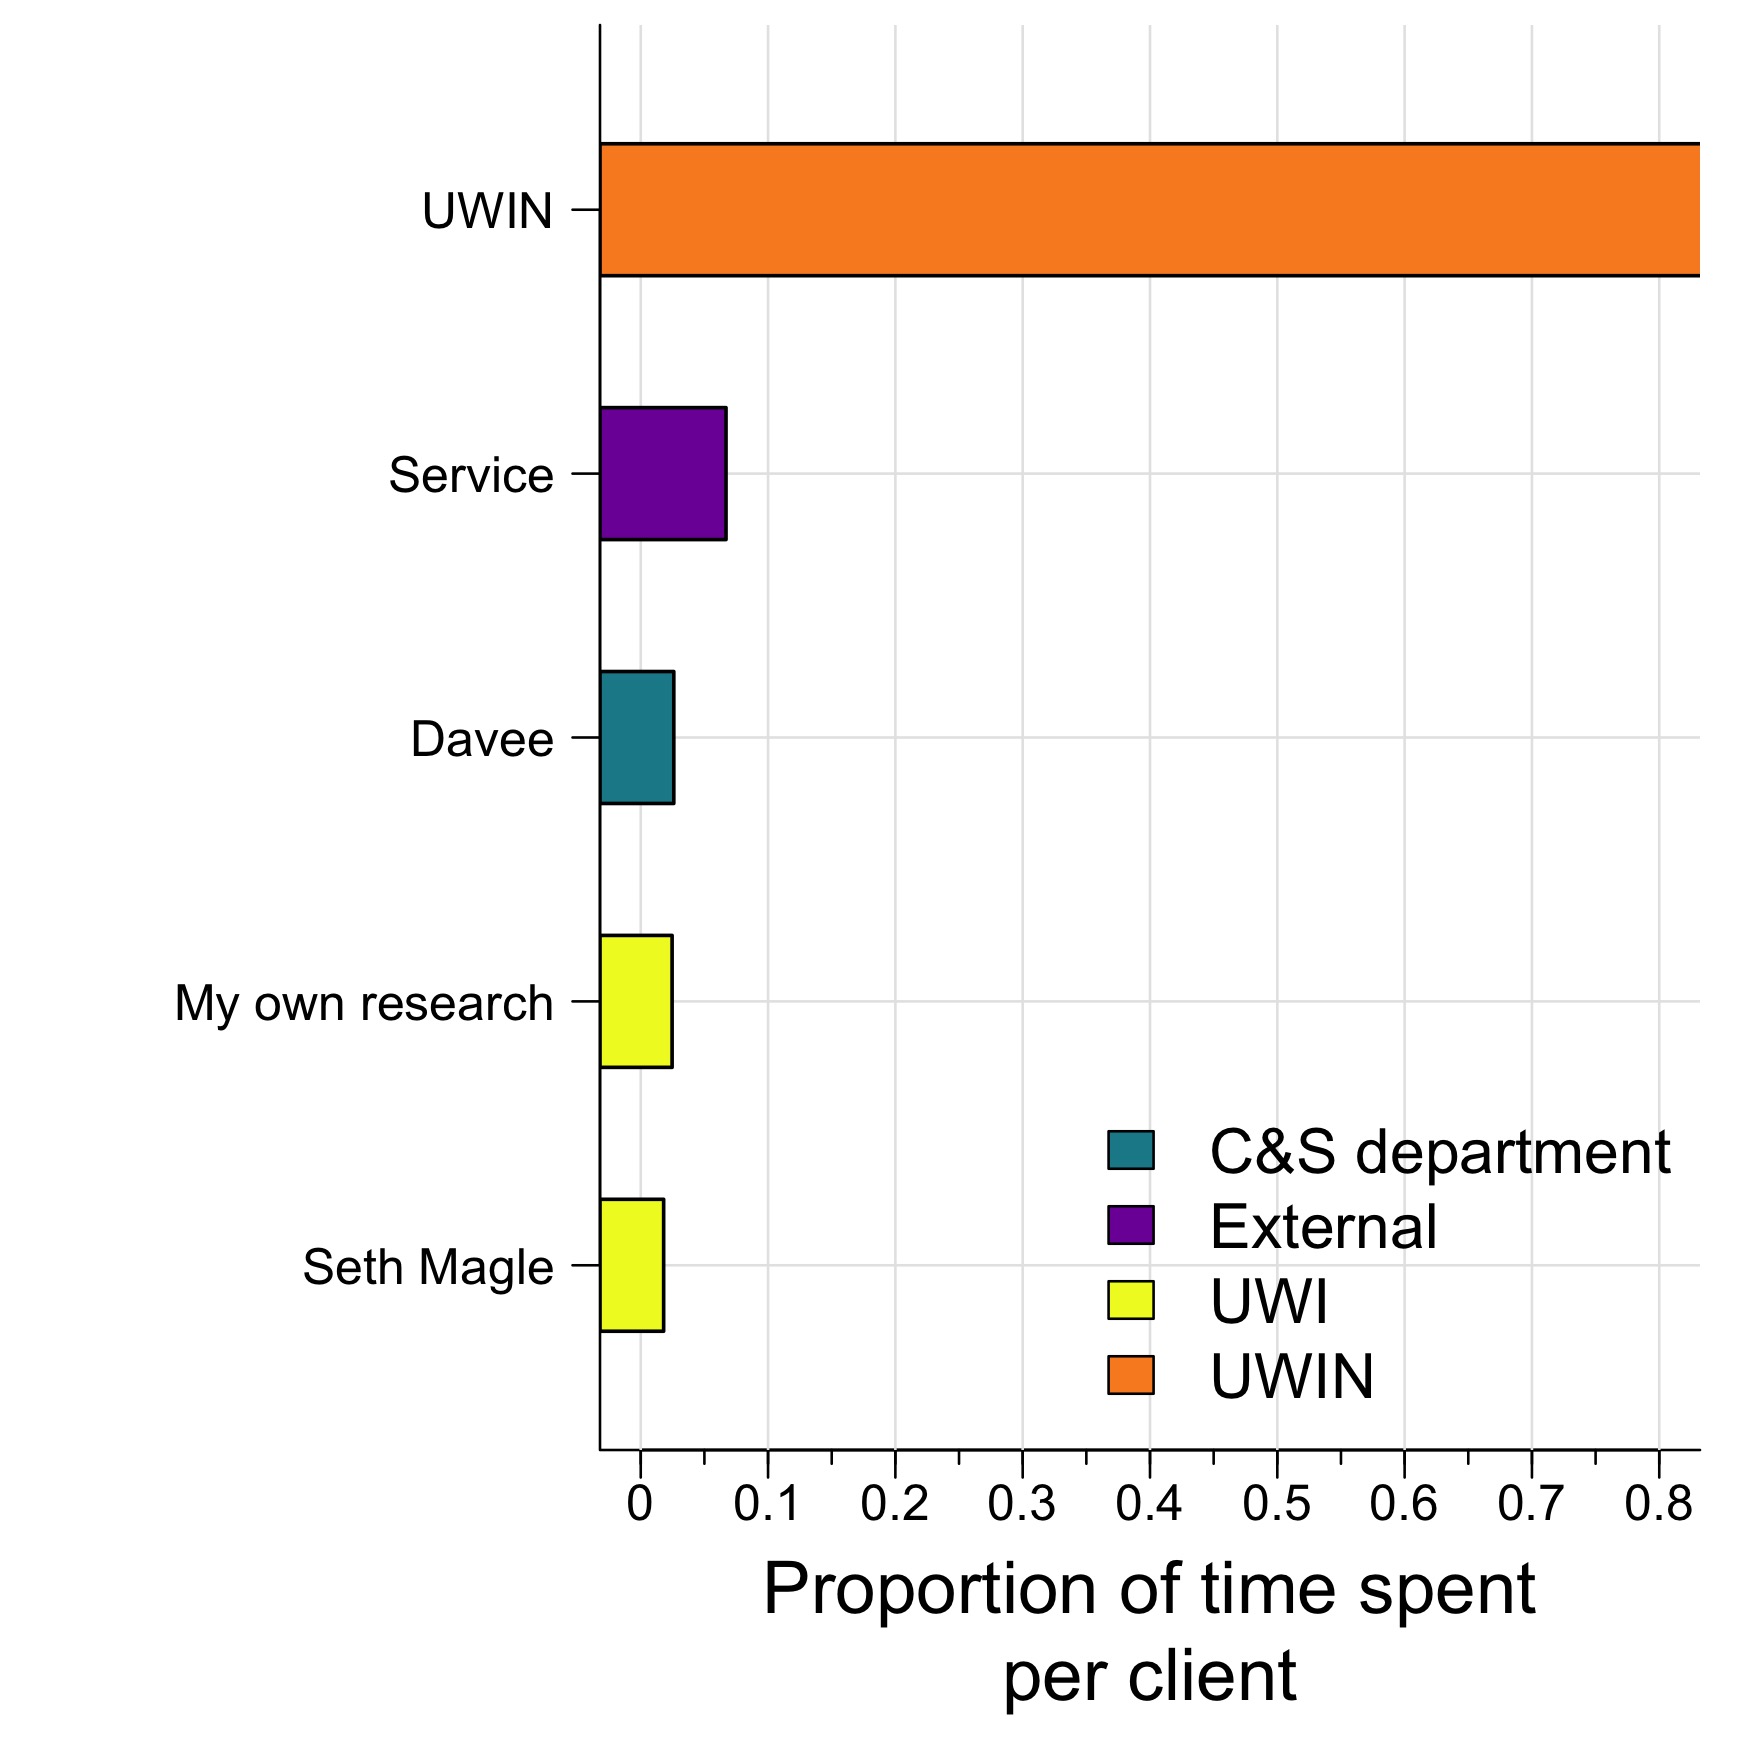 UWIN
Service
Davee
My own research
Seth Magle
C&S department
External
UWI
UWIN
0 0.1 0.2 0.3 0.4 0.5 0.6 0.7 0.8
Proportion of time spent
per client